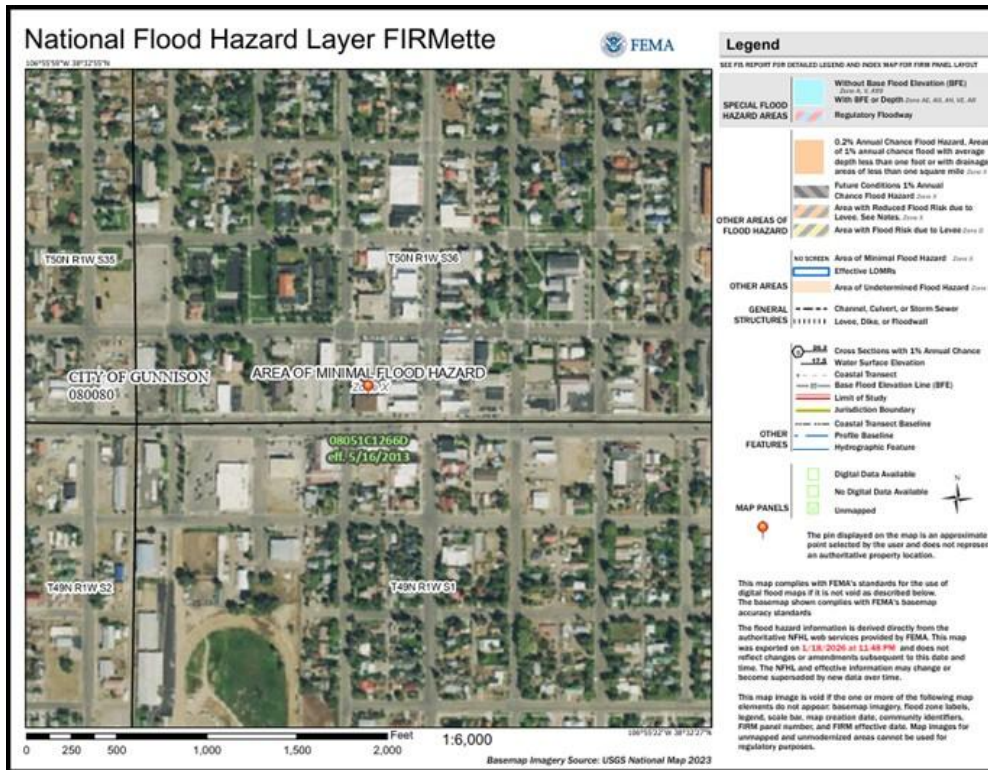 National Flood Hazard Layer FIRMette
FEMA
Legend
SEE FIS REPORT FOR DETAILED LEGEND AND INDEX MAP FOR FIRM PANEL LAYOUT
SPECIAL FLOOD
HAZARD AREAS
Without Base Flood Elevation (BFE)
Zone A, V, A99
With BFE or Depth Zone AE, AO, AH, VE, AR
Regulatory Floodway
OTHER AREAS OF
FLOOD HAZARD
0.2% Annual Chance Flood Hazard, Areas
of 1% annual chance flood with average
depth less than one foot or with drainage
areas of less than one square mile Zone X
Future Conditions 1% Annual
Chance Flood Hazard Zone X
Area with Reduced Flood Risk due to
Levee. See Notes. Zone X
Area with Flood Risk due to Levee Zone D
OTHER AREAS
NO SCREEN Area of Minimal Flood Hazard Zone X
Effective LOMRs
Area of Undetermined Flood Hazard Zone
GENERAL
STRUCTURES
Channel, Culvert, or Storm Sewer
Levee, Dike, or Floodwall
OTHER
FEATURES
20.2
17.5
Cross Sections with 1% Annual Chance
Water Surface Elevation
Coastal Transect
Base Flood Elevation Line (BFE)
Limit of Study
Jurisdiction Boundary
Coastal Transect Baseline
Profile Baseline
Hydrographic Feature
MAP PANELS
Digital Data Available
No Digital Data Available
Unmapped
N
The pin displayed on the map is an approximate
point selected by the user and does not represe
an authoritative property location.
This map complies with FEMA's standards for the use of
digital flood maps if it is not void as described below.
The basemap shown complies with FEMA's basemap
accuracy standards
The flood hazard information is derived directly from the
authoritative NFHL web services provided by FEMA. This map
was exported on 1/18/2026 at 11:48 PM and does not
reflect changes or amendments subsequent to this date and
time. The NFHL and effective information may change or
become superseded by new data over time.
This map image is void if the one or more of the following map
elements do not appear: basemap imagery, flood zone labels,
legend, scale bar, map creation date, community identifiers,
FIRM panel number, and FIRM effective date. Map images for
unmapped and unmodernized areas cannot be used for
regulatory purposes.
106°55'59"W 38°32'55"N
T50N R1W S35
T50N R1W S36
CITY OF GUNNISON
080080
AREA OF MINIMAL FLOOD HAZARD
Zone X
08051C1266D
eff. 5/16/2013
T49N R1W S2
T49N R1W S1
106°55'22"W 38°32'27"N
Feet
0 250 500 1,000 1,500 2,000
1:6,000
Basemap Imagery Source: USGS National Map 2023